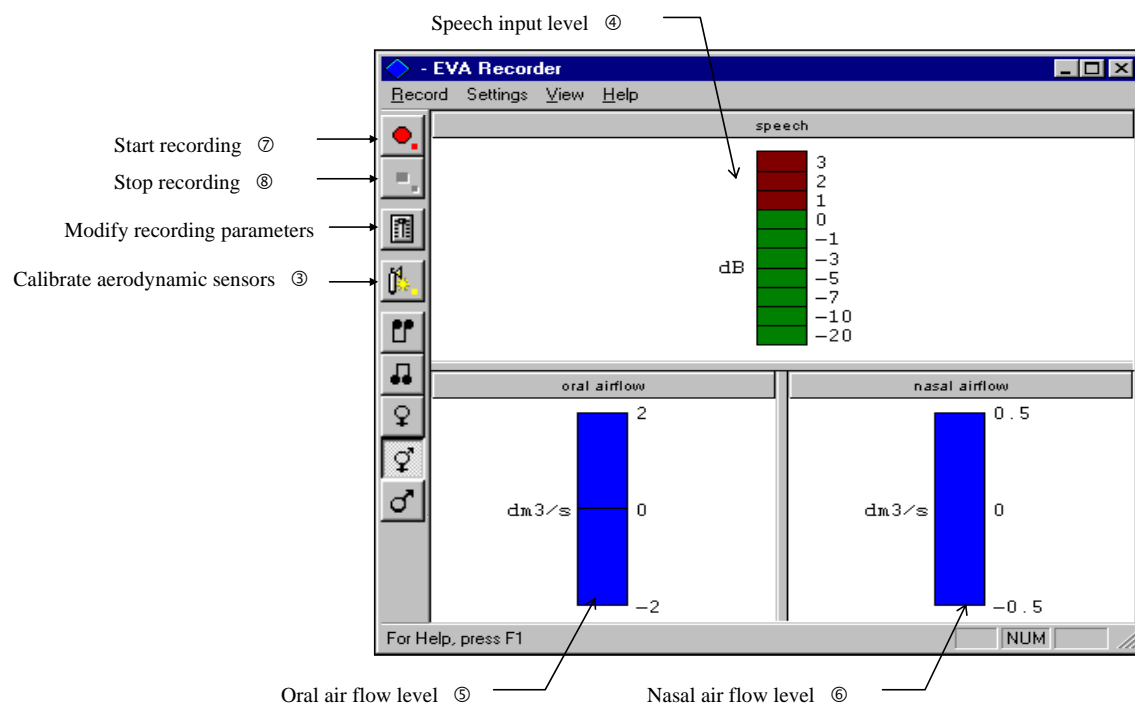 Speech input level ④
- EVA Recorder
Record Settings View Help
speech
Start recording ⑦
Stop recording ⑧
Modify recording parameters
Calibrate aerodynamic sensors ③
3
2
1
0
-1
-3
dB
-5
-7
-10
-20
oral airflow
nasal airflow
2
dm3/s
0
-2
0.5
dm3/s
0
-0.5
For Help, press F1
NUM
Oral air flow level ⑤
Nasal air flow level ⑥